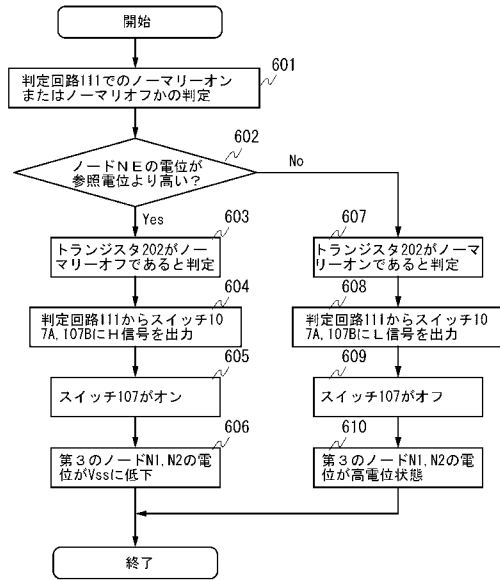 開始
601
判定回路111でのノーマリーオン
またはノーマリオフかの判定
602
ノードNEの電位が
参照電位より高い?
No
Yes
603
トランジスタ202がノー
マリーオフであると判定
607
トランジスタ202がノーマ
リーオンであると判定
604
判定回路111からスイッチ10
7A,107BにH信号を出力
608
判定回路111からスイッチ10
7A,107BにL信号を出力
605
スイッチ107がオン
609
スイッチ107がオフ
606
第3のノードN1,N2の電位
がVssに低下
610
第3のノードN1,N2の電
位が高電位状態
終了